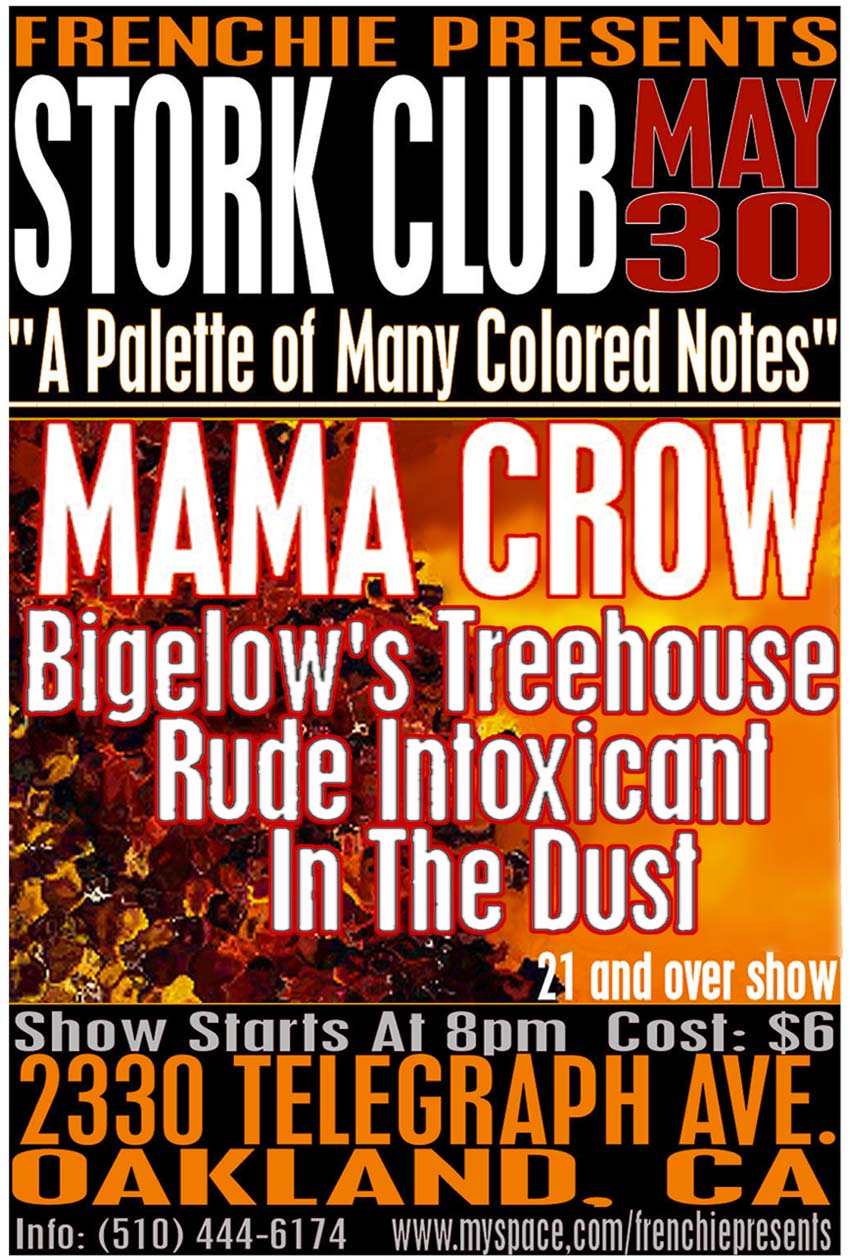 FRENCHIE PRESENTS
STORK CLUB
MAY
30
"A Palette of Many Colored Notes"
MAMA CROW
Bigelow's Treehouse
Rude Intoxicant
In The Dust
21 and over show
Show Starts At 8pm Cost: $6
2330 TELEGRAPH AVE.
OAKLAND, CA
Info: (510) 444-6174 www.myspace,com/frenchiepresents